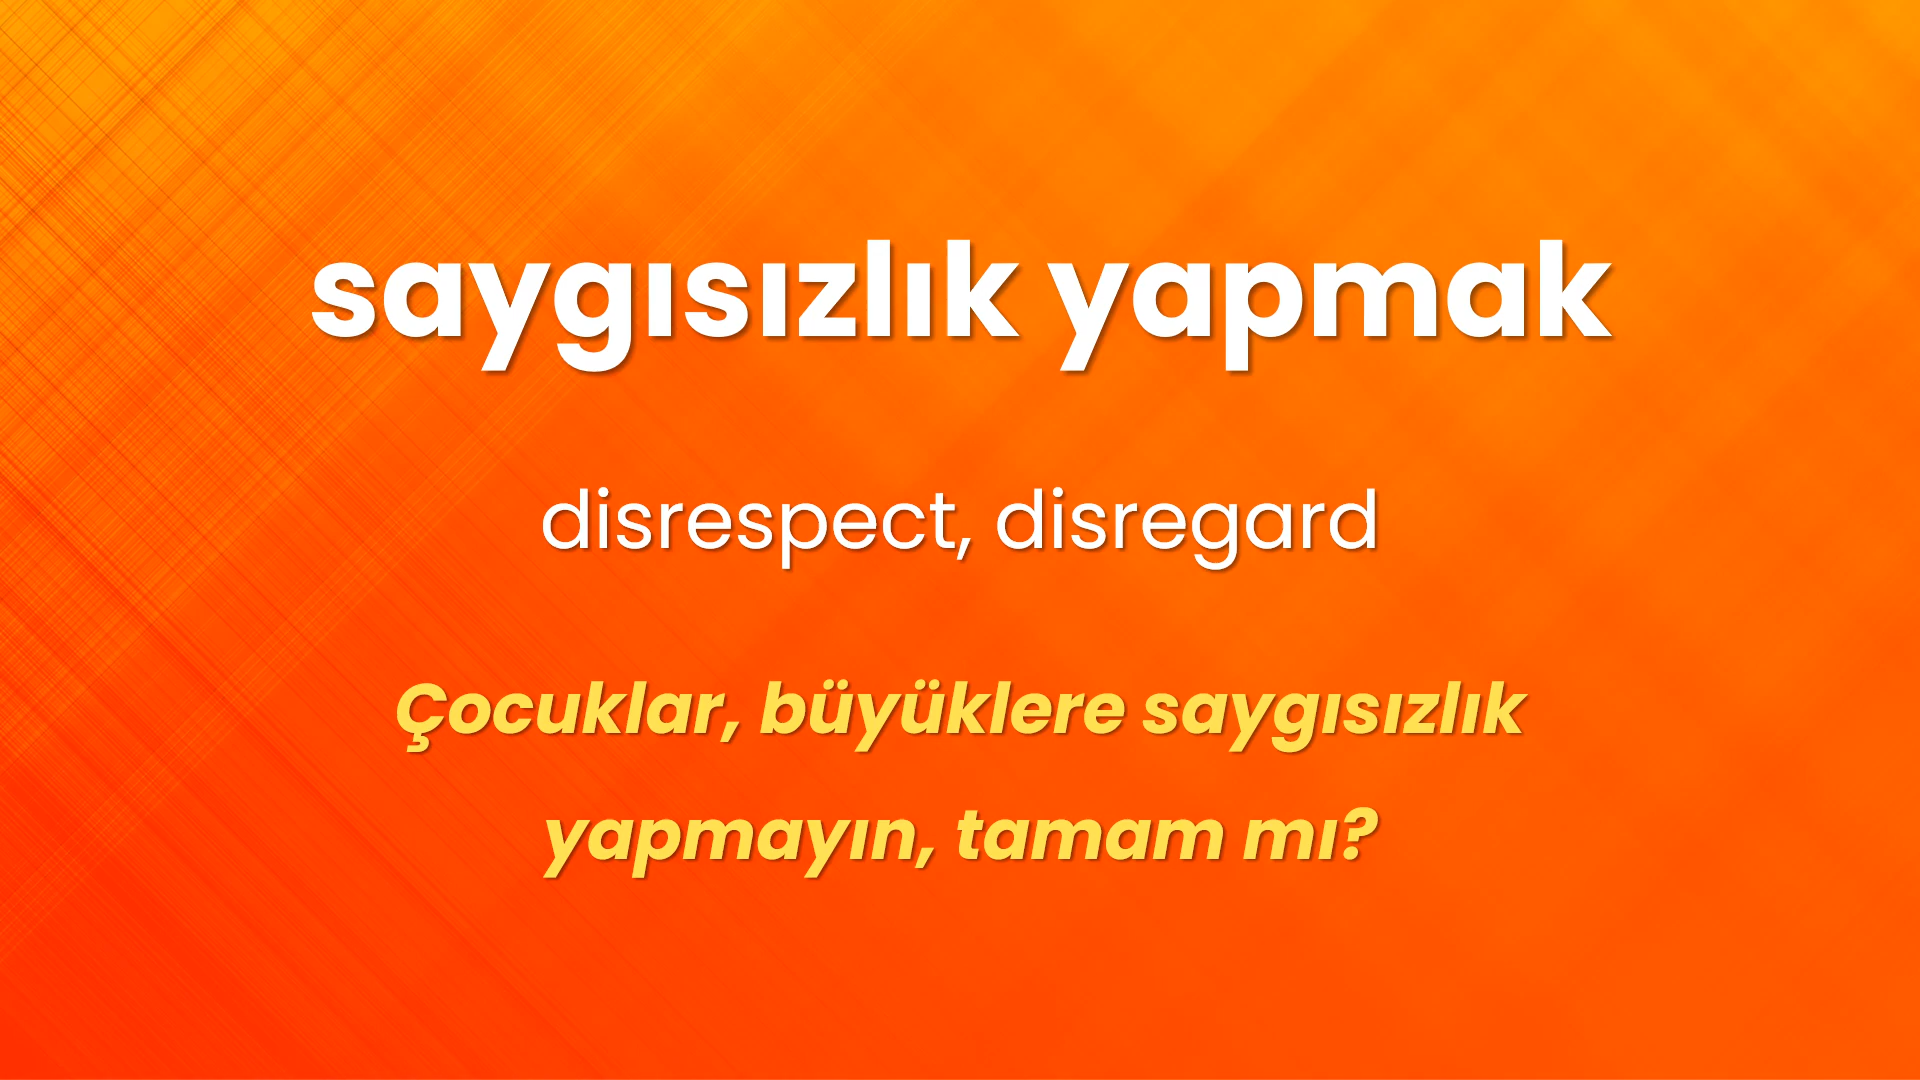 saygısızlık yapmak
disrespect, disregard
Çocuklar, büyüklere saygısızlık
yapmayın, tamam mı?